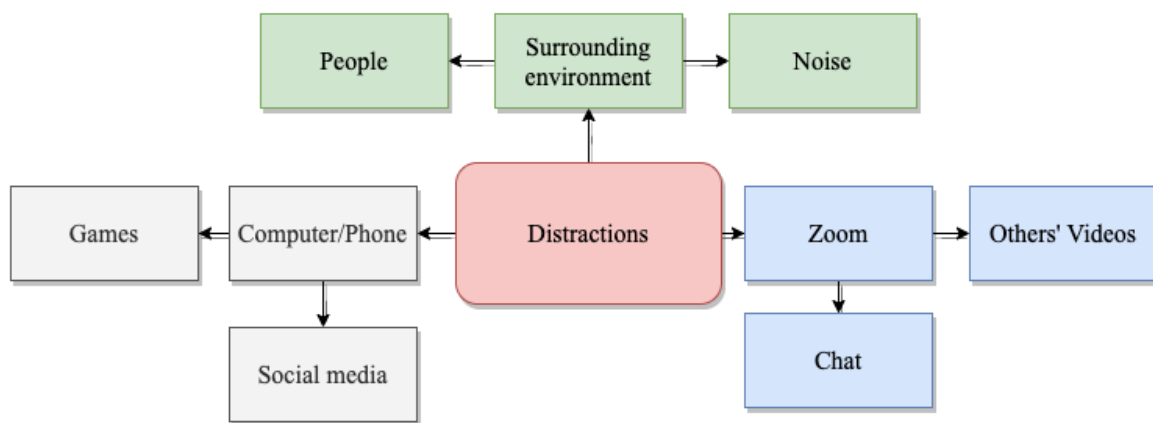 People
Surrounding
environment
Noise
Games
Computer/Phone
Distractions
Zoom
Others' Videos
Social media
Chat